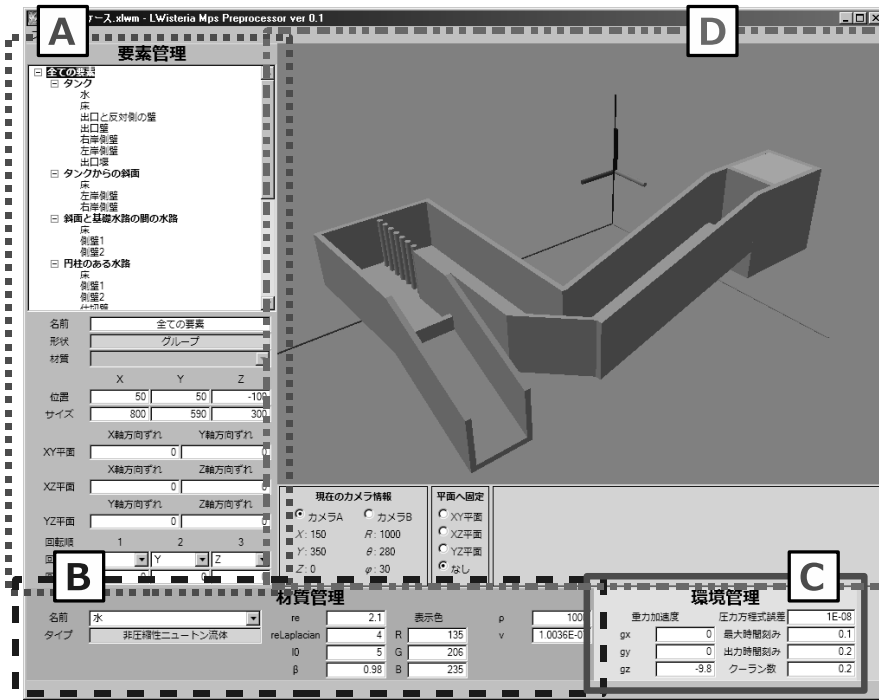 ース.xlwm - LWisteria Mps Preprocessor ver 0.1
A
D
要素管理
全ての要素
タンク
水
床
出口と反対側の壁
出口壁
右岸側壁
左岸側壁
出口堰
タンクからの斜面
床
左岸側壁
右岸側壁
斜面と基礎水路の間の水路
床
側壁1
側壁2
円柱のある水路
床
側壁1
側壁2
仕切壁
名前 全ての要素
形状 グループ
材質
X Y Z
位置 50 50 -100
サイズ 800 590 300
X軸方向ずれ Y軸方向ずれ
XY平面 0 0
X軸方向ずれ Z軸方向ずれ
XZ平面 0 0
Y軸方向ずれ Z軸方向ずれ
YZ平面 0 0
回転順 1 2 3
Y Z
現在のカメラ情報
カメラA カメラB
X: 150 R: 1000
Y: 350 θ: 280
Z: 0 φ: 30
平面へ固定
XY平面
XZ平面
YZ平面
なし
B
材質管理
名前 水
タイプ 非圧縮性ニュートン流体
re 2.1
reLaplacian 4
l0 5
β 0.98
表示色
R 135
G 206
B 235
ρ 100
ν 1.0036E-0
C
環境管理
重力加速度
gx 0
gy 0
gz -9.8
圧力方程式誤差 1E-08
最大時間刻み 0.1
出力時間刻み 0.2
クーラン数 0.2